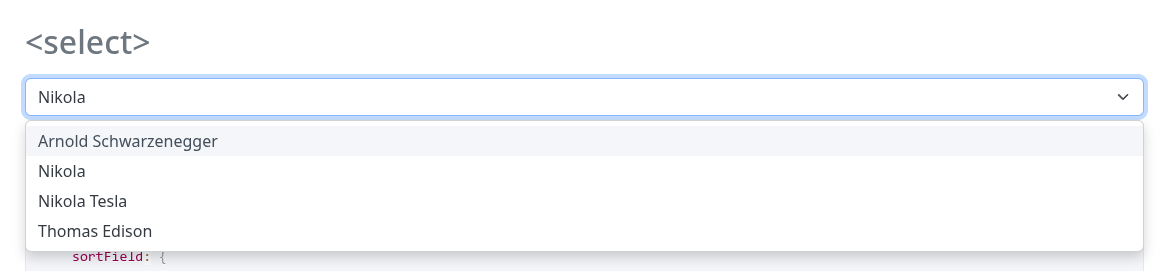 <select>
Nikola
Arnold Schwarzenegger
Nikola
Nikola Tesla
Thomas Edison
sortField: {